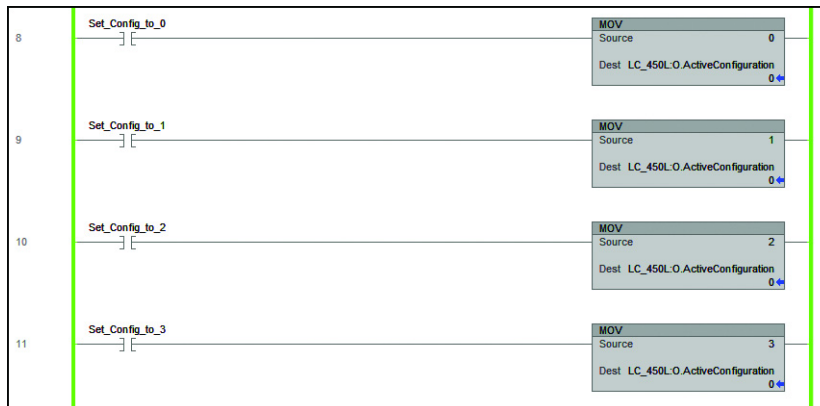 Set_Config_to_0
MOV
8
Source 0
Dest LC_450L:O.ActiveConfiguration
0
Set_Config_to_1
MOV
9
Source 1
Dest LC_450L:O.ActiveConfiguration
0
Set_Config_to_2
MOV
10
Source 2
Dest LC_450L:O.ActiveConfiguration
0
Set_Config_to_3
MOV
11
Source 3
Dest LC_450L:O.ActiveConfiguration
0